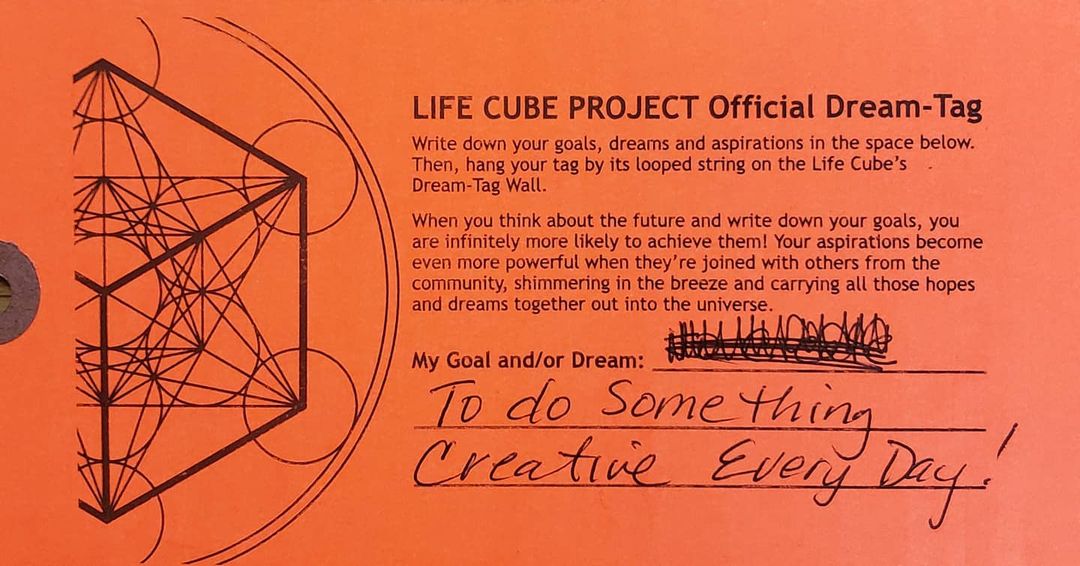 LIFE CUBE PROJECT Official Dream-Tag
Write down your goals, dreams and aspirations in the space below.
Then, hang your tag by its looped string on the Life Cube's
Dream-Tag Wall.
When you think about the future and write down your goals, you
are infinitely more likely to achieve them! Your aspirations become
even more powerful when they're joined with others from the
community, shimmering in the breeze and carrying all those hopes
and dreams together out into the universe.
My Goal and/or Dream:
To do Something
Creative Every Day!